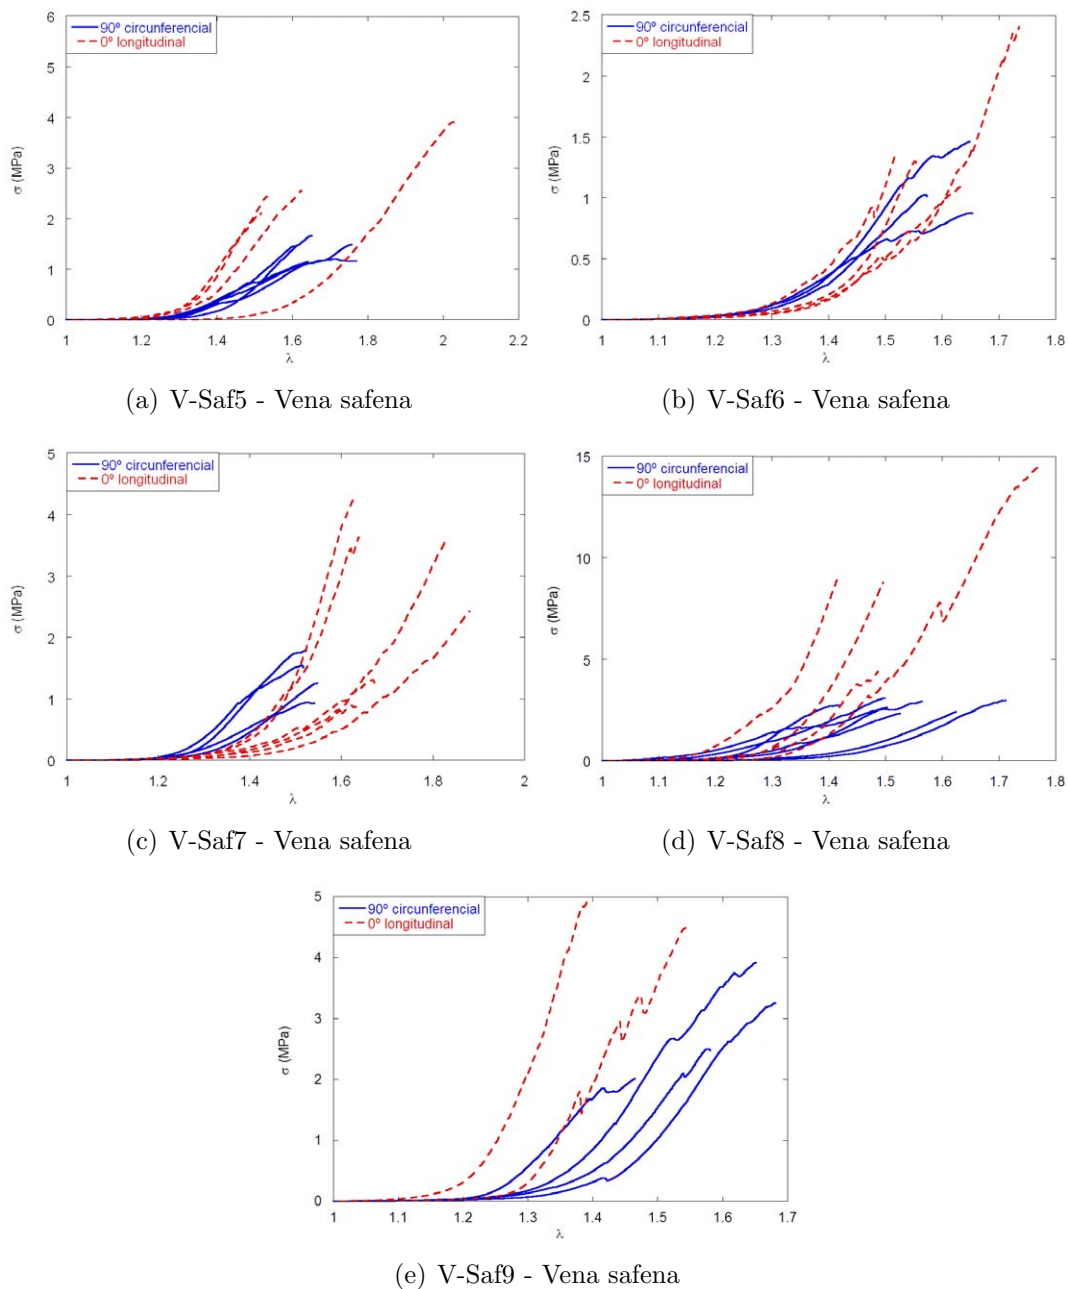 6
5
4
3
2
1
0
σ (MPa)
90º circunferencial
0º longitudinal
1 1.2 1.4 1.6 1.8 2 2.2
λ
(a) V-Saf5 - Vena safena
2.5
2
1.5
1
0.5
0
σ (MPa)
90º circunferencial
0º longitudinal
1 1.1 1.2 1.3 1.4 1.5 1.6 1.7 1.8
λ
(b) V-Saf6 - Vena safena
5
4
3
2
1
0
σ (MPa)
90º circunferencial
0º longitudinal
1 1.2 1.4 1.6 1.8 2
λ
(c) V-Saf7 - Vena safena
15
10
5
0
σ (MPa)
90º circunferencial
0º longitudinal
1 1.1 1.2 1.3 1.4 1.5 1.6 1.7 1.8
λ
(d) V-Saf8 - Vena safena
5
4
3
2
1
0
σ (MPa)
90º circunferencial
0º longitudinal
1 1.1 1.2 1.3 1.4 1.5 1.6 1.7
λ
(e) V-Saf9 - Vena safena